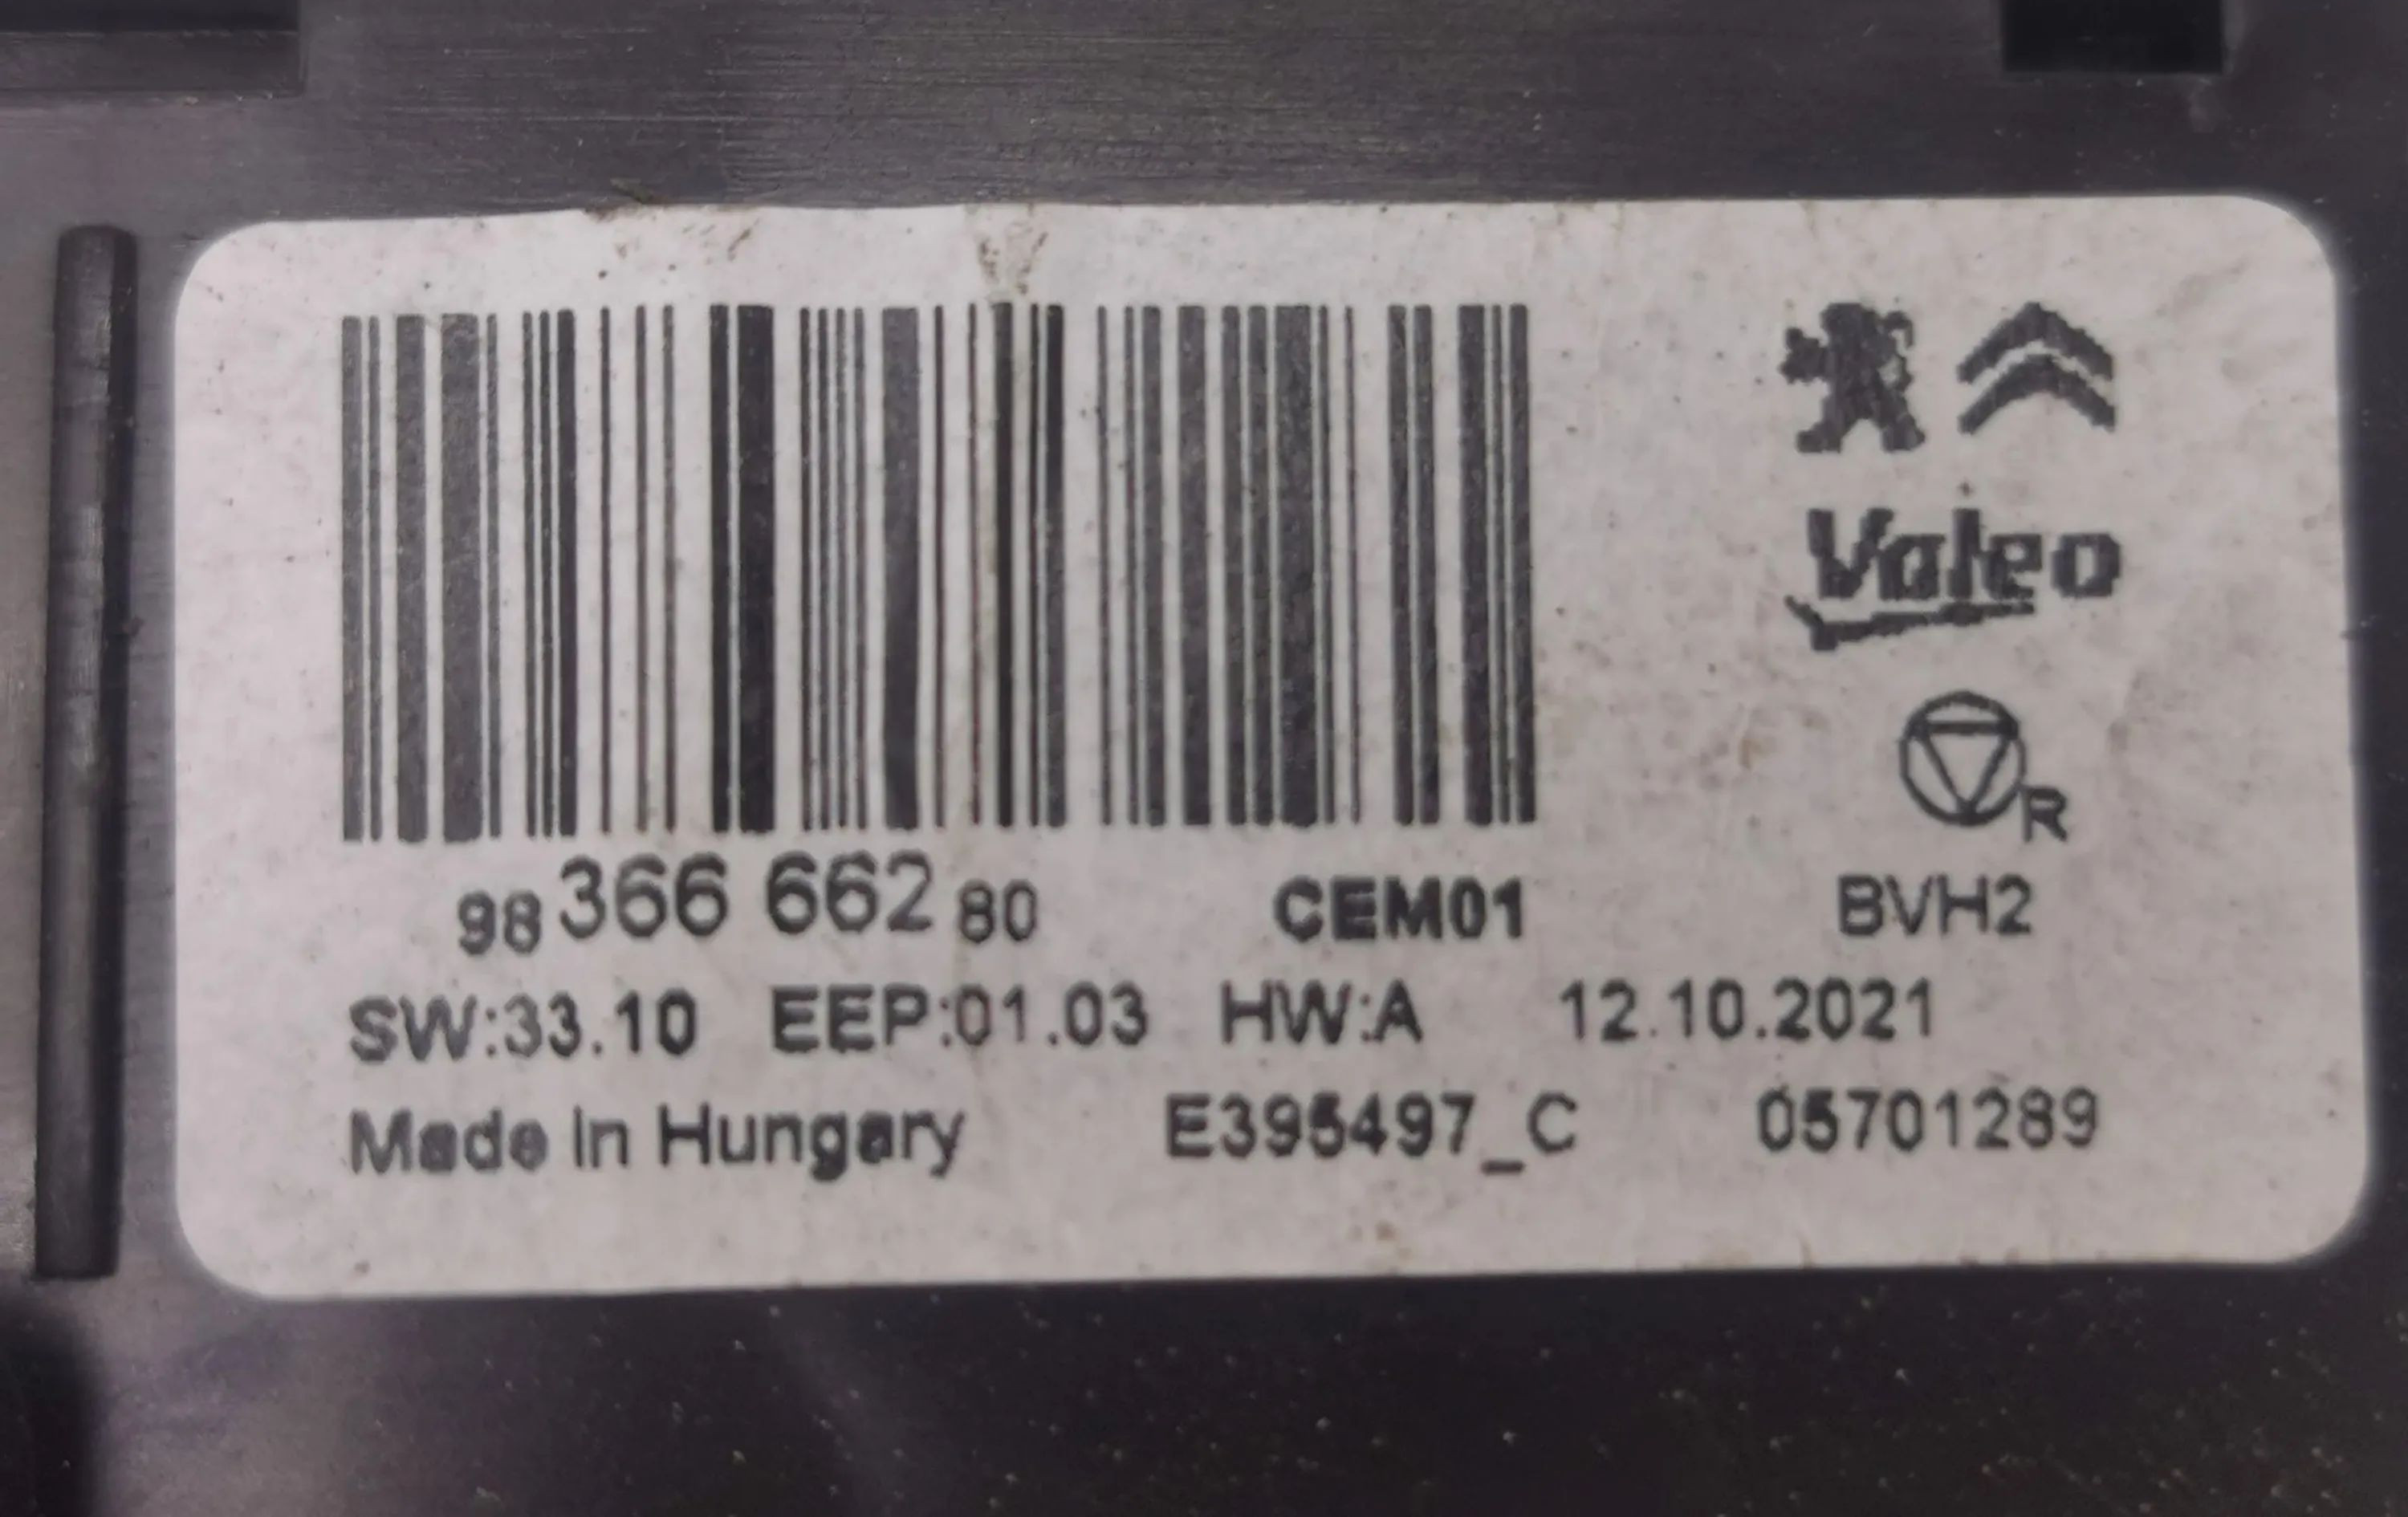 Valeo
R
98 366 662 80 CEM01 BVH2
SW:33.10 EEP:01.03 HW:A 12.10.2021
Made In Hungary E395497_C 05701289